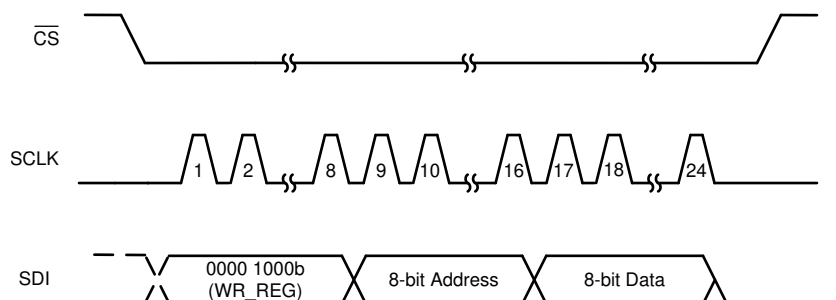 CS
SCLK
1 2 8 9 10 16 17 18 24
SDI
0000 1000b
(WR_REG)
8-bit Address
8-bit Data